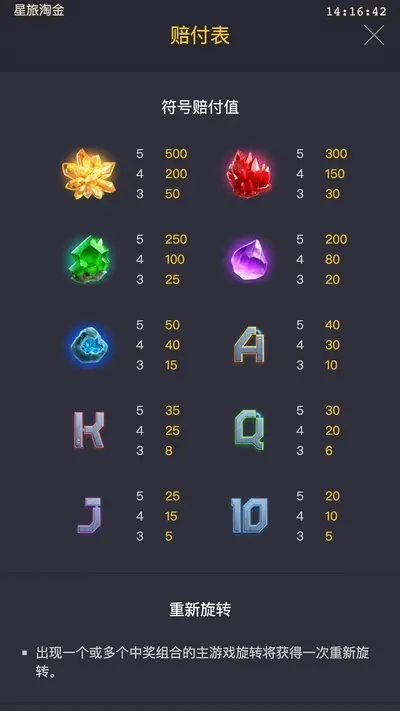 星旅淘金 14:16:42
赔付表
符号赔付值
5 500 5 300
4 200 4 150
3 50 3 30
5 250 5 200
4 100 4 80
3 25 3 20
5 50 5 40
4 40 A 4 30
3 15 3 10
5 35 5 30
K 4 25 Q 4 20
3 8 3 6
5 25 5 20
J 4 15 10 4 10
3 5 3 5
重新旋转
出现一个或多个中奖组合的主游戏旋转将获得一次重新旋
转。